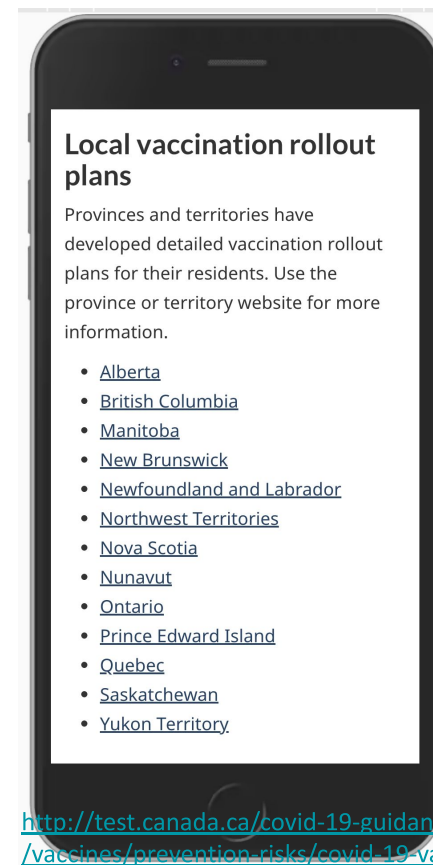 Local vaccination rollout
plans
Provinces and territories have
developed detailed vaccination rollout
plans for their residents. Use the
province or territory website for more
information.
• Alberta
• British Columbia
• Manitoba
• New Brunswick
• Newfoundland and Labrador
• Northwest Territories
• Nova Scotia
• Nunavut
• Ontario
• Prince Edward Island
• Quebec
• Saskatchewan
• Yukon Territory
http://test.canada.ca/covid-19-guidan
/vaccines/prevention-risks/covid-19-va